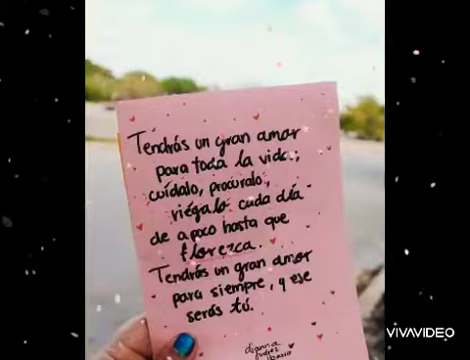 Tendrás un gran amor
para toda la vida;
cuídalo, procuralo,
riégalo cada día
de a poco hasta que
florezca.
Tendrás un gran amor
para siempre, y ese
serás tú.
VIVAVIDEO